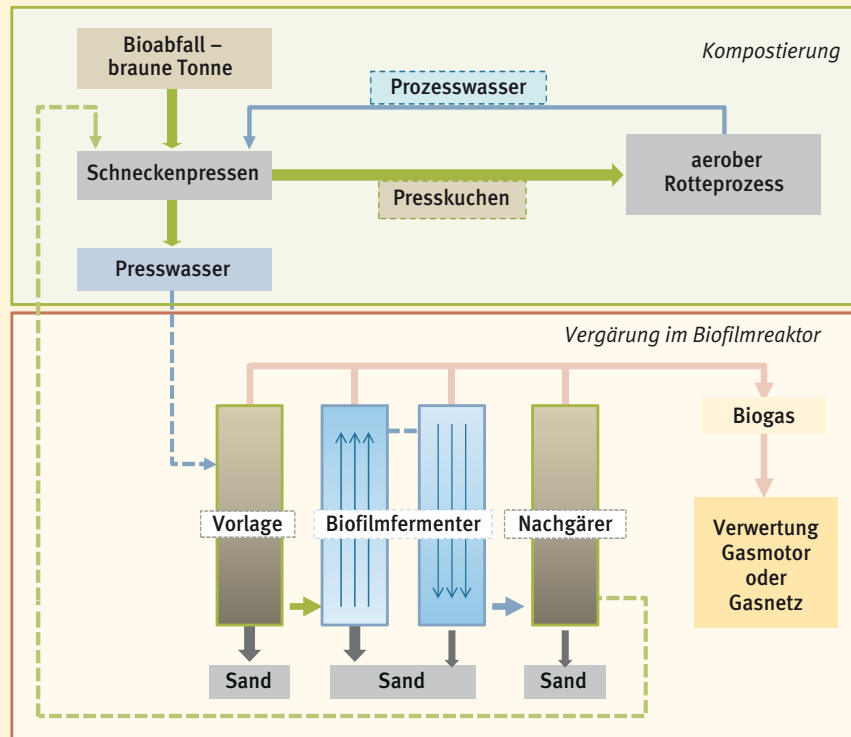 Bioabfall –
braune Tonne
Kompostierung
Prozesswasser
Schneckenpressen
aerober
Rotteprozess
Presskuchen
Presswasser
Vergärung im Biofilmreaktor
Biogas
Vorlage
Biofilmfermenter
Nachgärer
Verwertung
Gasmotor
oder
Gasnetz
Sand
Sand
Sand